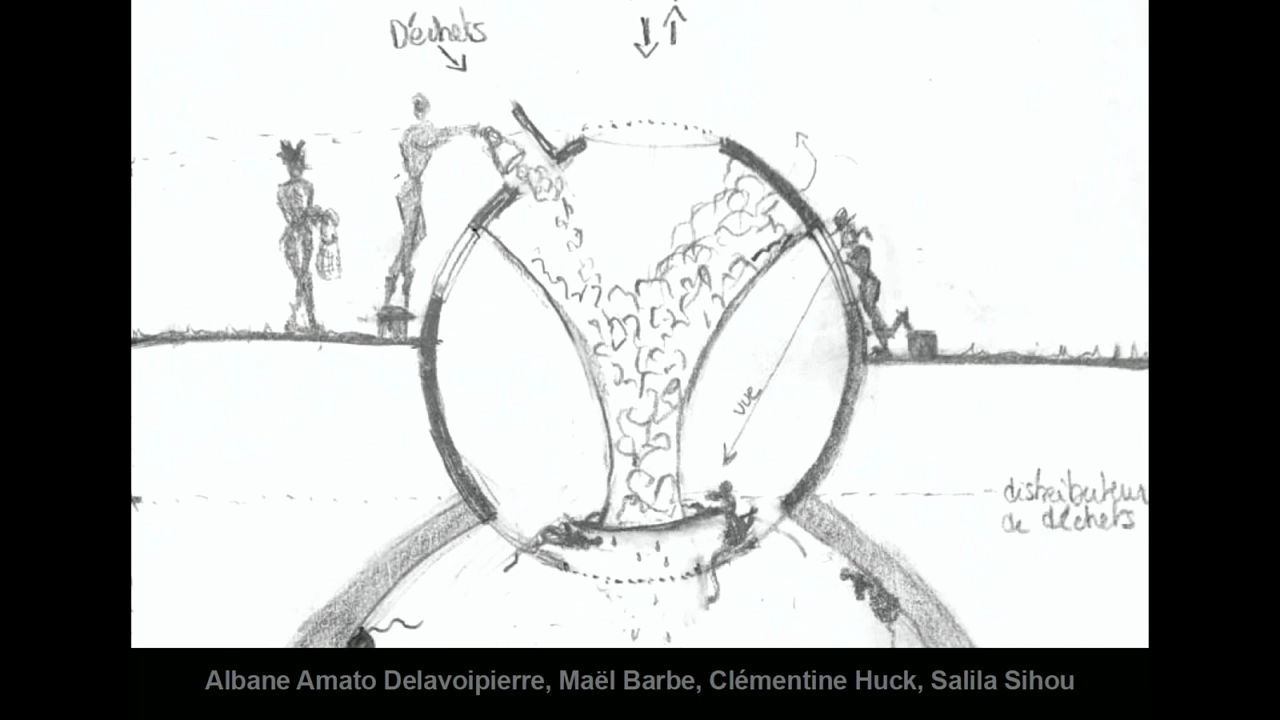 Déchets
vue
distributeur
de déchets
Albane Amato Delavoipierre, Maël Barbe, Clémentine Huck, Salila Sihou